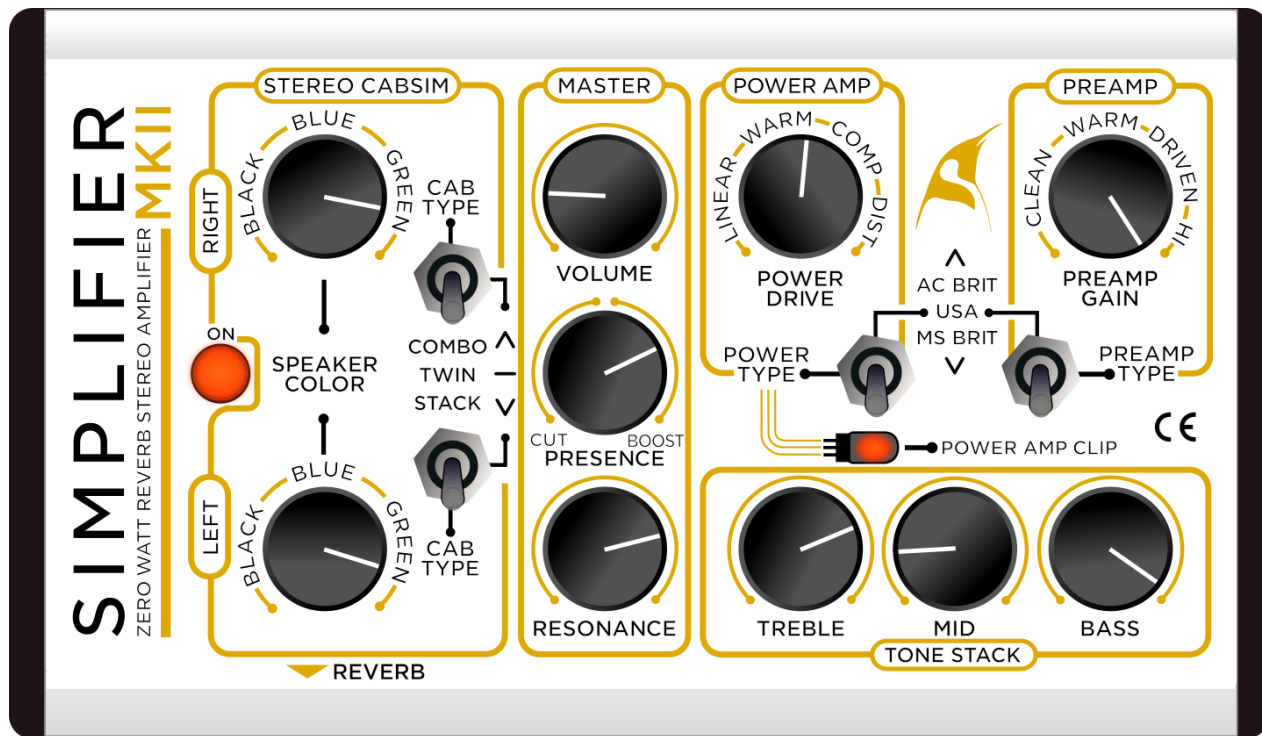 SIMPLIFIER
MKII
ZERO WATT REVERB STEREO AMPLIFIER
STEREO CABSIM
RIGHT
BLACK
BLUE
GREEN
CAB
TYPE
ON
SPEAKER
COLOR
COMBO
TWIN
STACK
LEFT
BLACK
BLUE
GREEN
CAB
TYPE
REVERB
MASTER
VOLUME
CUT
BOOST
PRESENCE
RESONANCE
POWER AMP
LINEAR
WARM
COMP
DIST
POWER
DRIVE
POWER
TYPE
AC BRIT
USA
MS BRIT
PREAMP
CLEAN
WARM
DRIVEN
HI
PREAMP
GAIN
PREAMP
TYPE
CE
POWER AMP CLIP
TREBLE
MID
BASS
TONE STACK